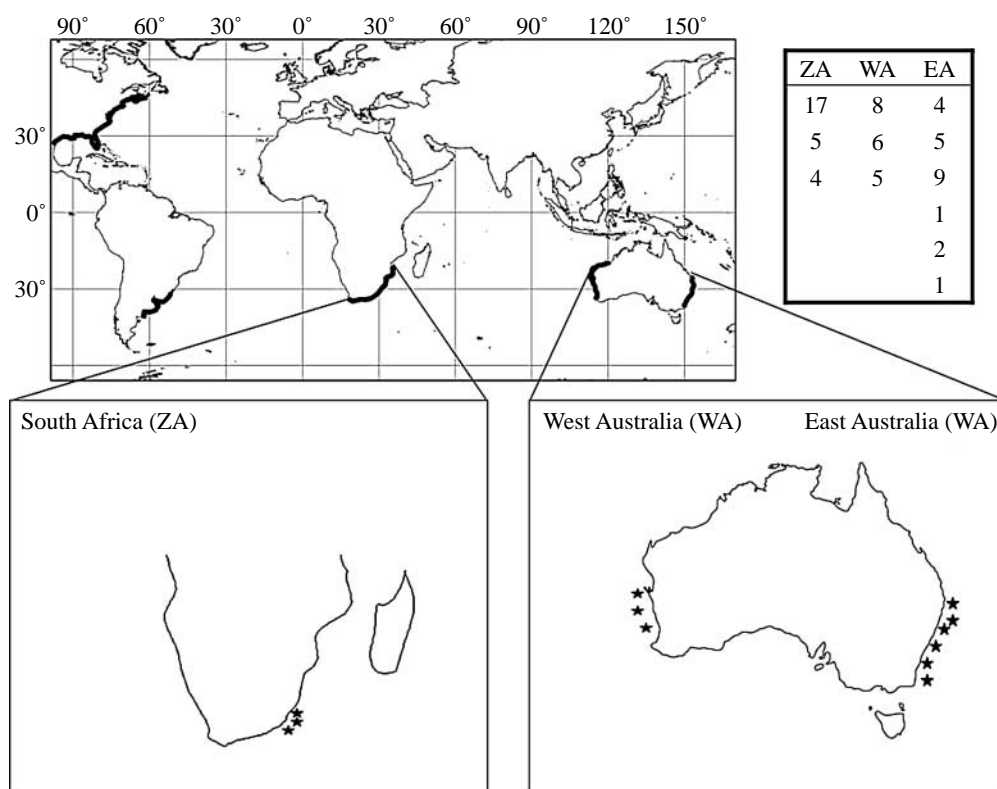 90˚ 60˚ 30˚ 0˚ 30˚ 60˚ 90˚ 120˚ 150˚
30˚
0˚
30˚
ZA WA EA
17 8 4
5 6 5
4 5 9
1
2
1
South Africa (ZA)
West Australia (WA) East Australia (WA)